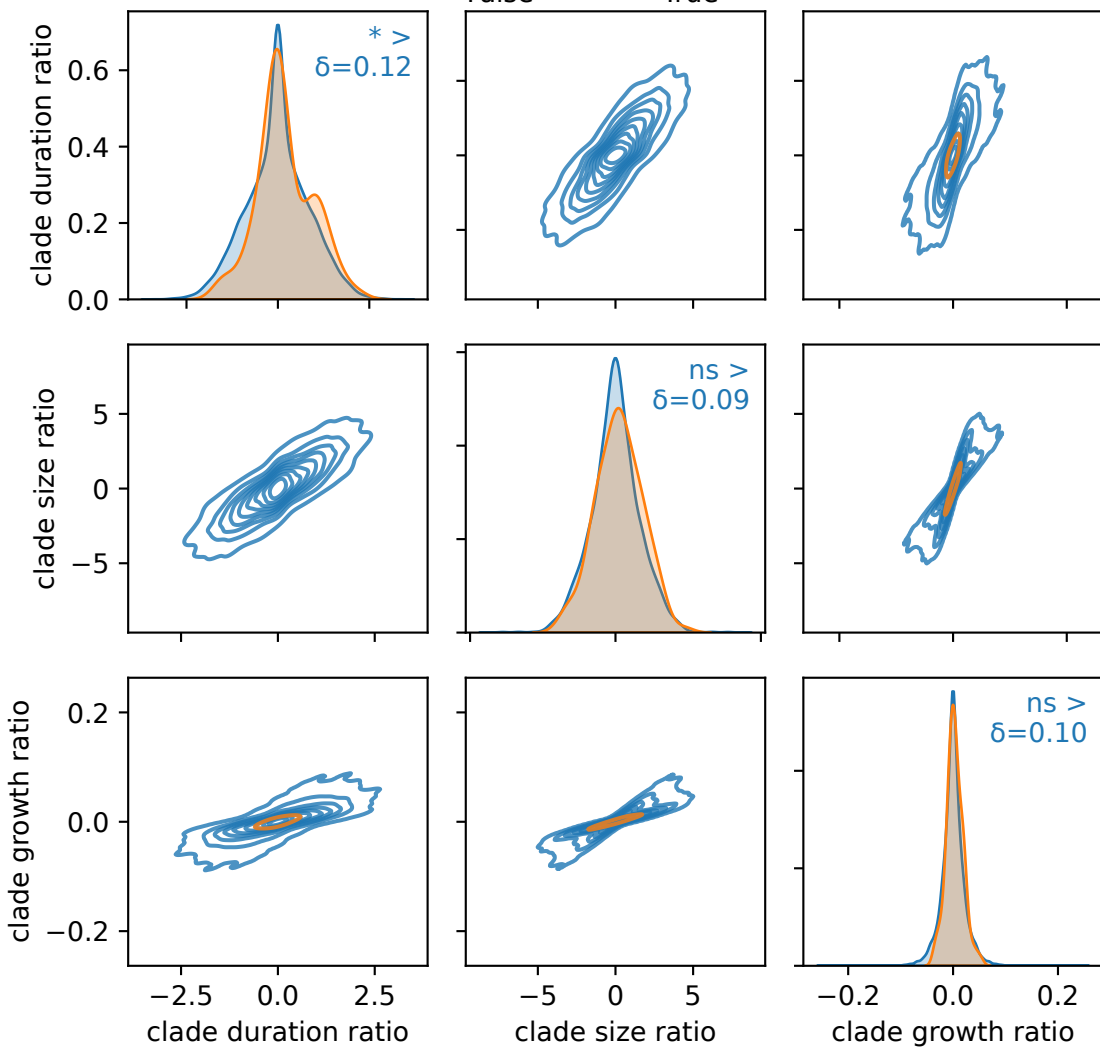 * >
δ=0.12
clade duration ratio
0.6
0.4
0.2
0.0
ns >
δ=0.09
clade size ratio
5
0
−5
ns >
δ=0.10
clade growth ratio
0.2
0.0
−0.2
−2.5 0.0 2.5 −5 0 5 −0.2 0.0 0.2
clade duration ratio clade size ratio clade growth ratio